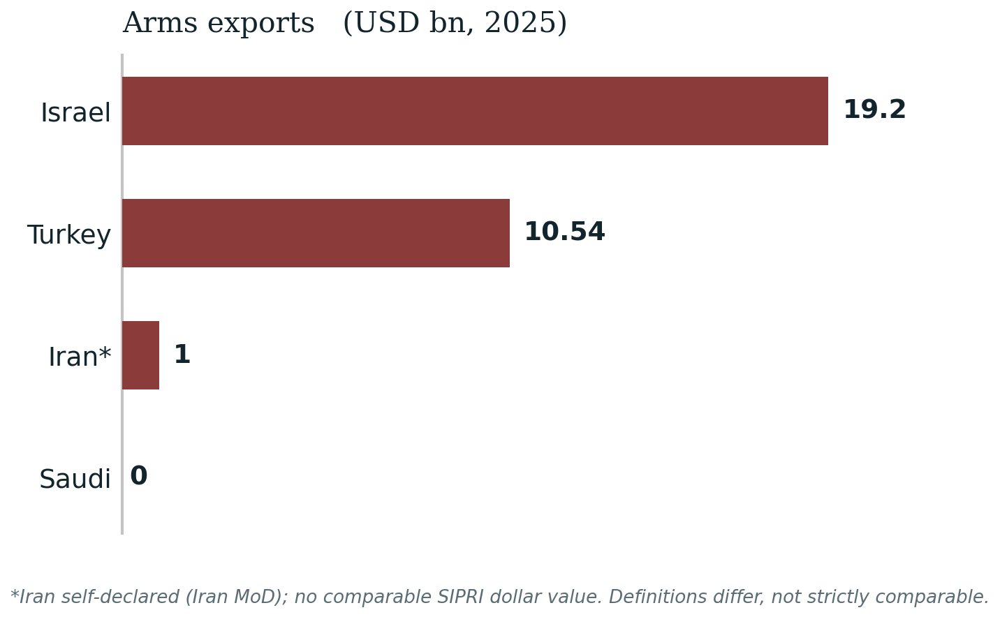 Arms exports (USD bn, 2025)
Israel 19.2
Turkey 10.54
Iran* 1
Saudi 0
*Iran self-declared (Iran MoD); no comparable SIPRI dollar value. Definitions differ, not strictly comparable.